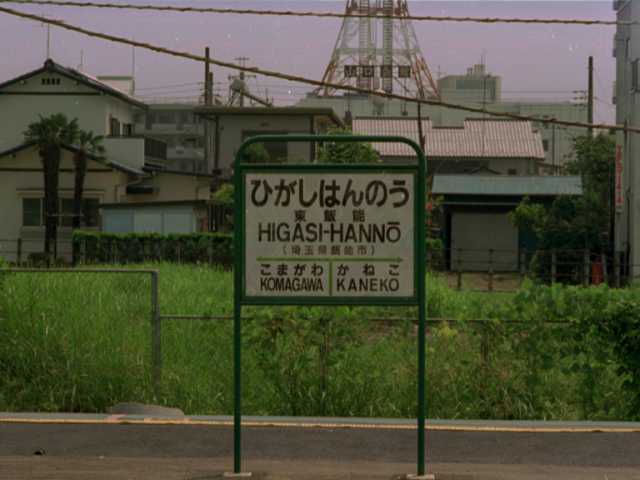 ひがしはんのう
東飯能
HIGASI-HANNŌ
(埼玉県飯能市)
こまがわ かねこ
KOMAGAWA KANEKO